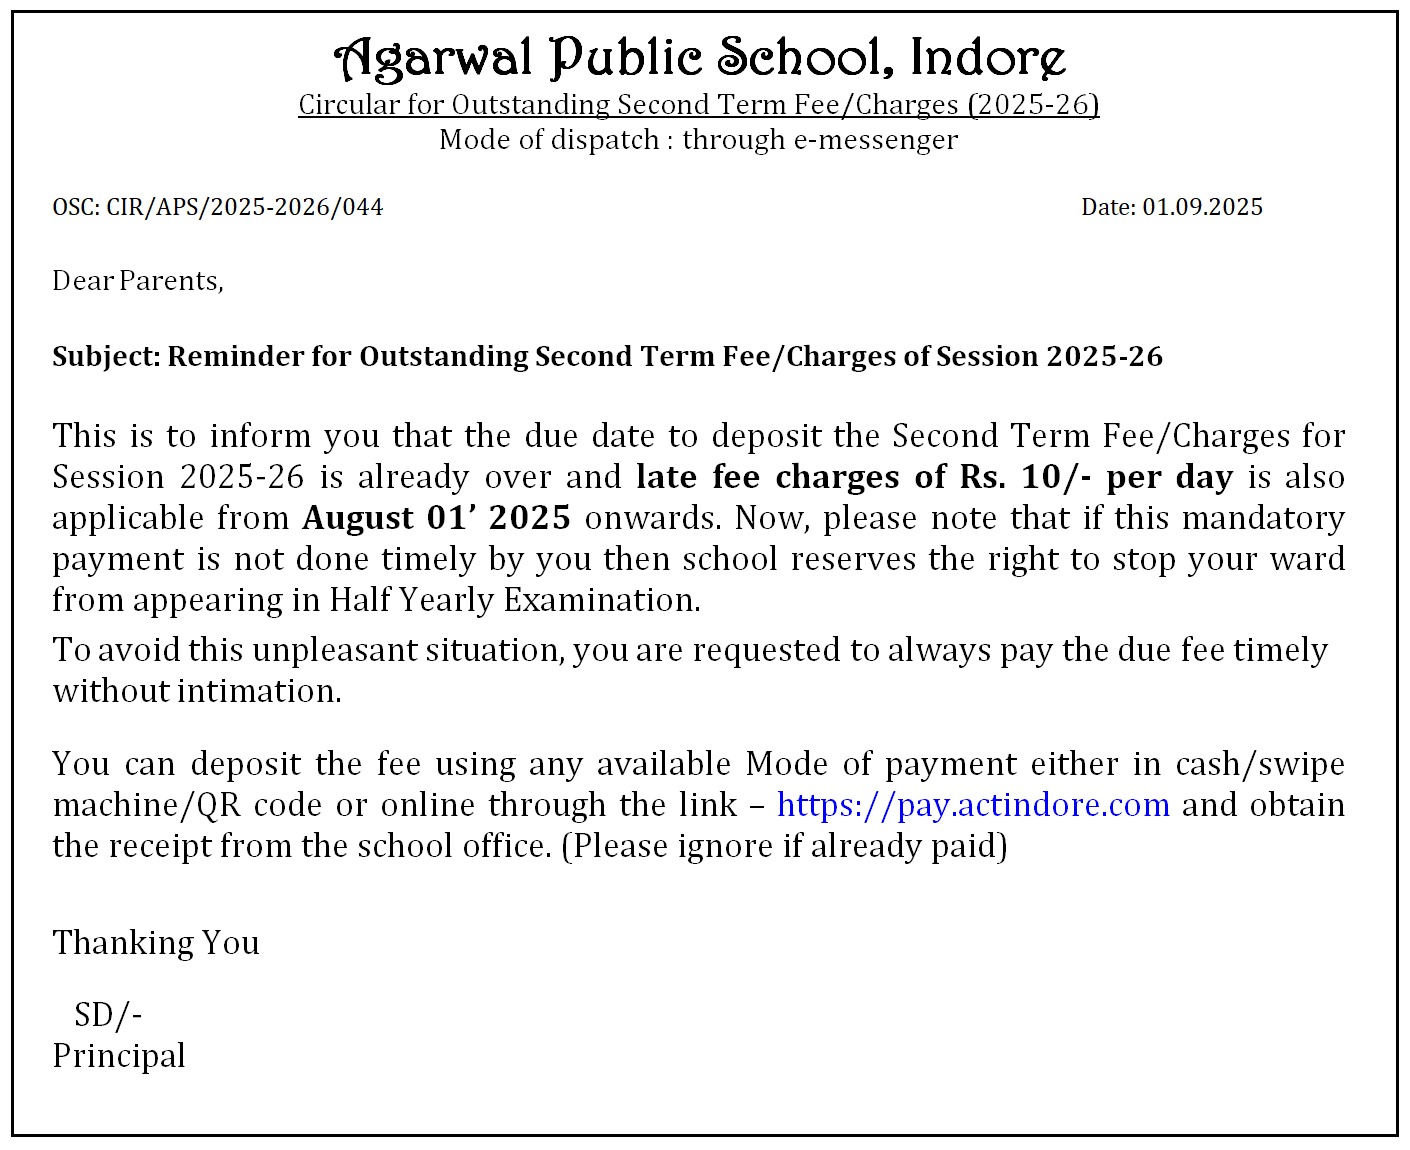 Agarwal Public School, Indore
Circular for Outstanding Second Term Fee/Charges (2025-26)
Mode of dispatch : through e-messenger
OSC: CIR/APS/2025-2026/044 Date: 01.09.2025
Dear Parents,
Subject: Reminder for Outstanding Second Term Fee/Charges of Session 2025-26
This is to inform you that the due date to deposit the Second Term Fee/Charges for
Session 2025-26 is already over and late fee charges of Rs. 10/- per day is also
applicable from August 01’ 2025 onwards. Now, please note that if this mandatory
payment is not done timely by you then school reserves the right to stop your ward
from appearing in Half Yearly Examination.
To avoid this unpleasant situation, you are requested to always pay the due fee timely
without intimation.
You can deposit the fee using any available Mode of payment either in cash/swipe
machine/QR code or online through the link – https://pay.actindore.com and obtain
the receipt from the school office. (Please ignore if already paid)
Thanking You
SD/-
Principal